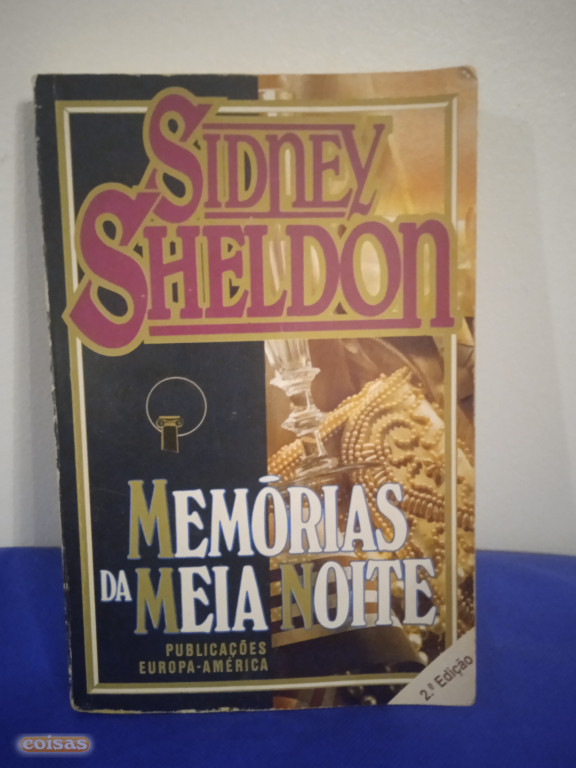 SIDNEY
SHELDON
MEMÓRIAS
DA MEIA NOITE
PUBLICAÇÕES
EUROPA-AMÉRICA
2.ª Edição
coisas